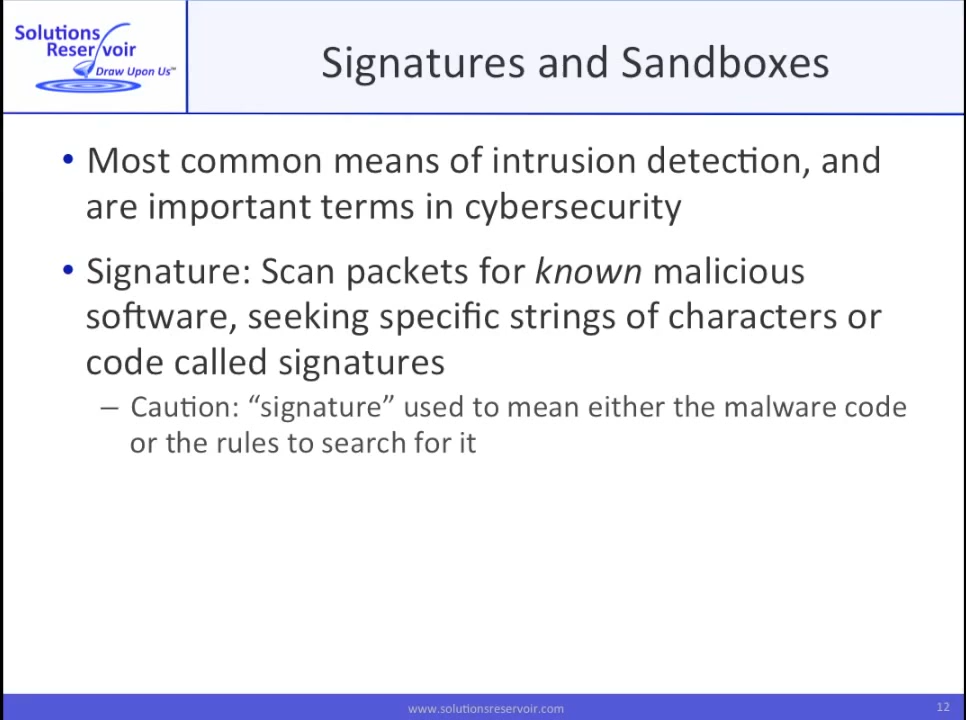 Solutions
Reservoir
Draw Upon Us℠
Signatures and Sandboxes
• Most common means of intrusion detection, and
are important terms in cybersecurity
• Signature: Scan packets for known malicious
software, seeking specific strings of characters or
code called signatures
– Caution: “signature” used to mean either the malware code
or the rules to search for it
www.solutionsreservoir.com
12